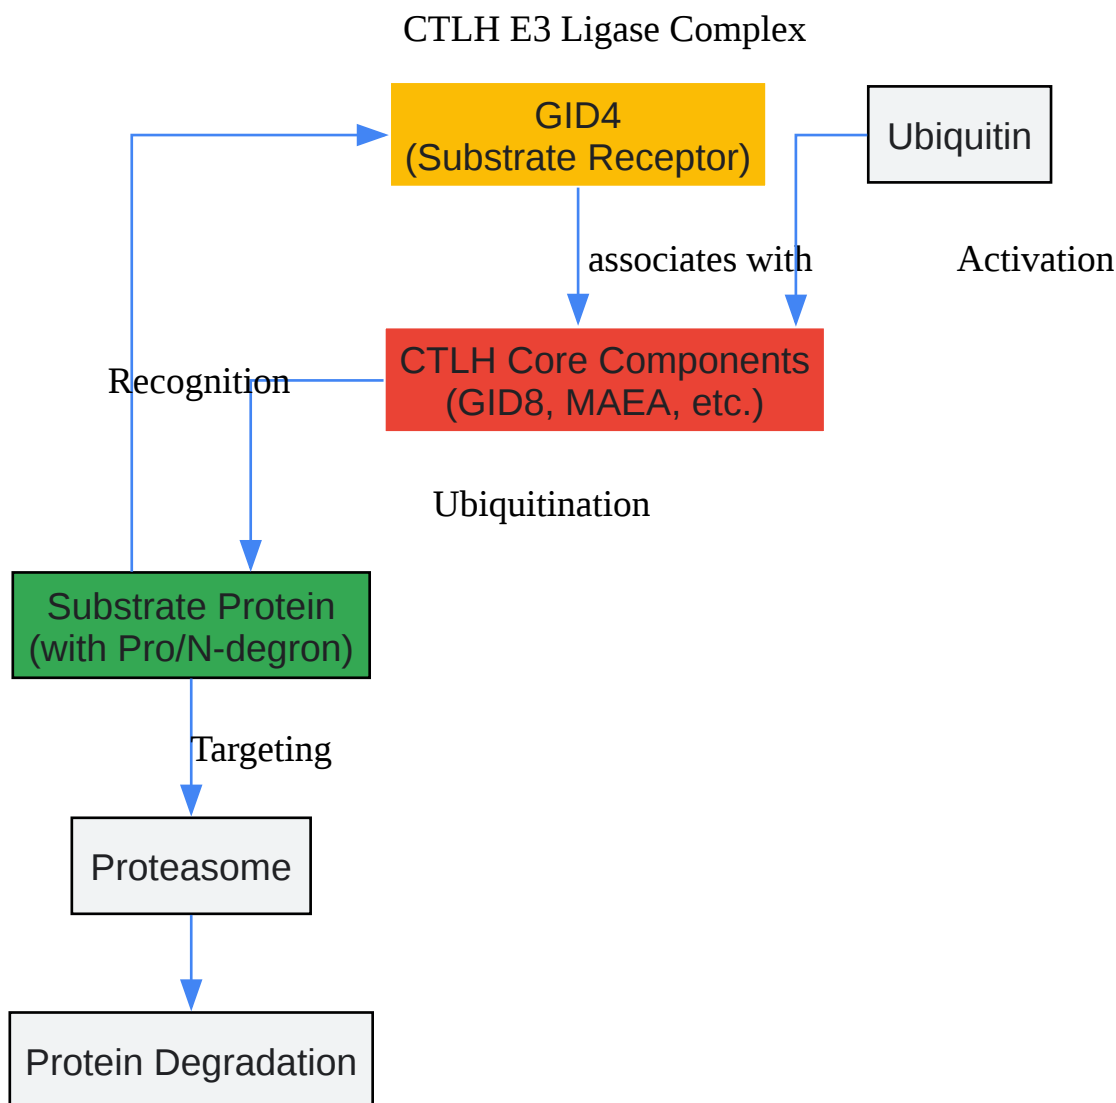 CTLH E3 Ligase Complex
GID4
(Substrate Receptor)
Ubiquitin
associates with
Activation
CTLH Core Components
(GID8, MAEA, etc.)
Recognition
Ubiquitination
Substrate Protein
(with Pro/N-degron)
Targeting
Proteasome
Protein Degradation